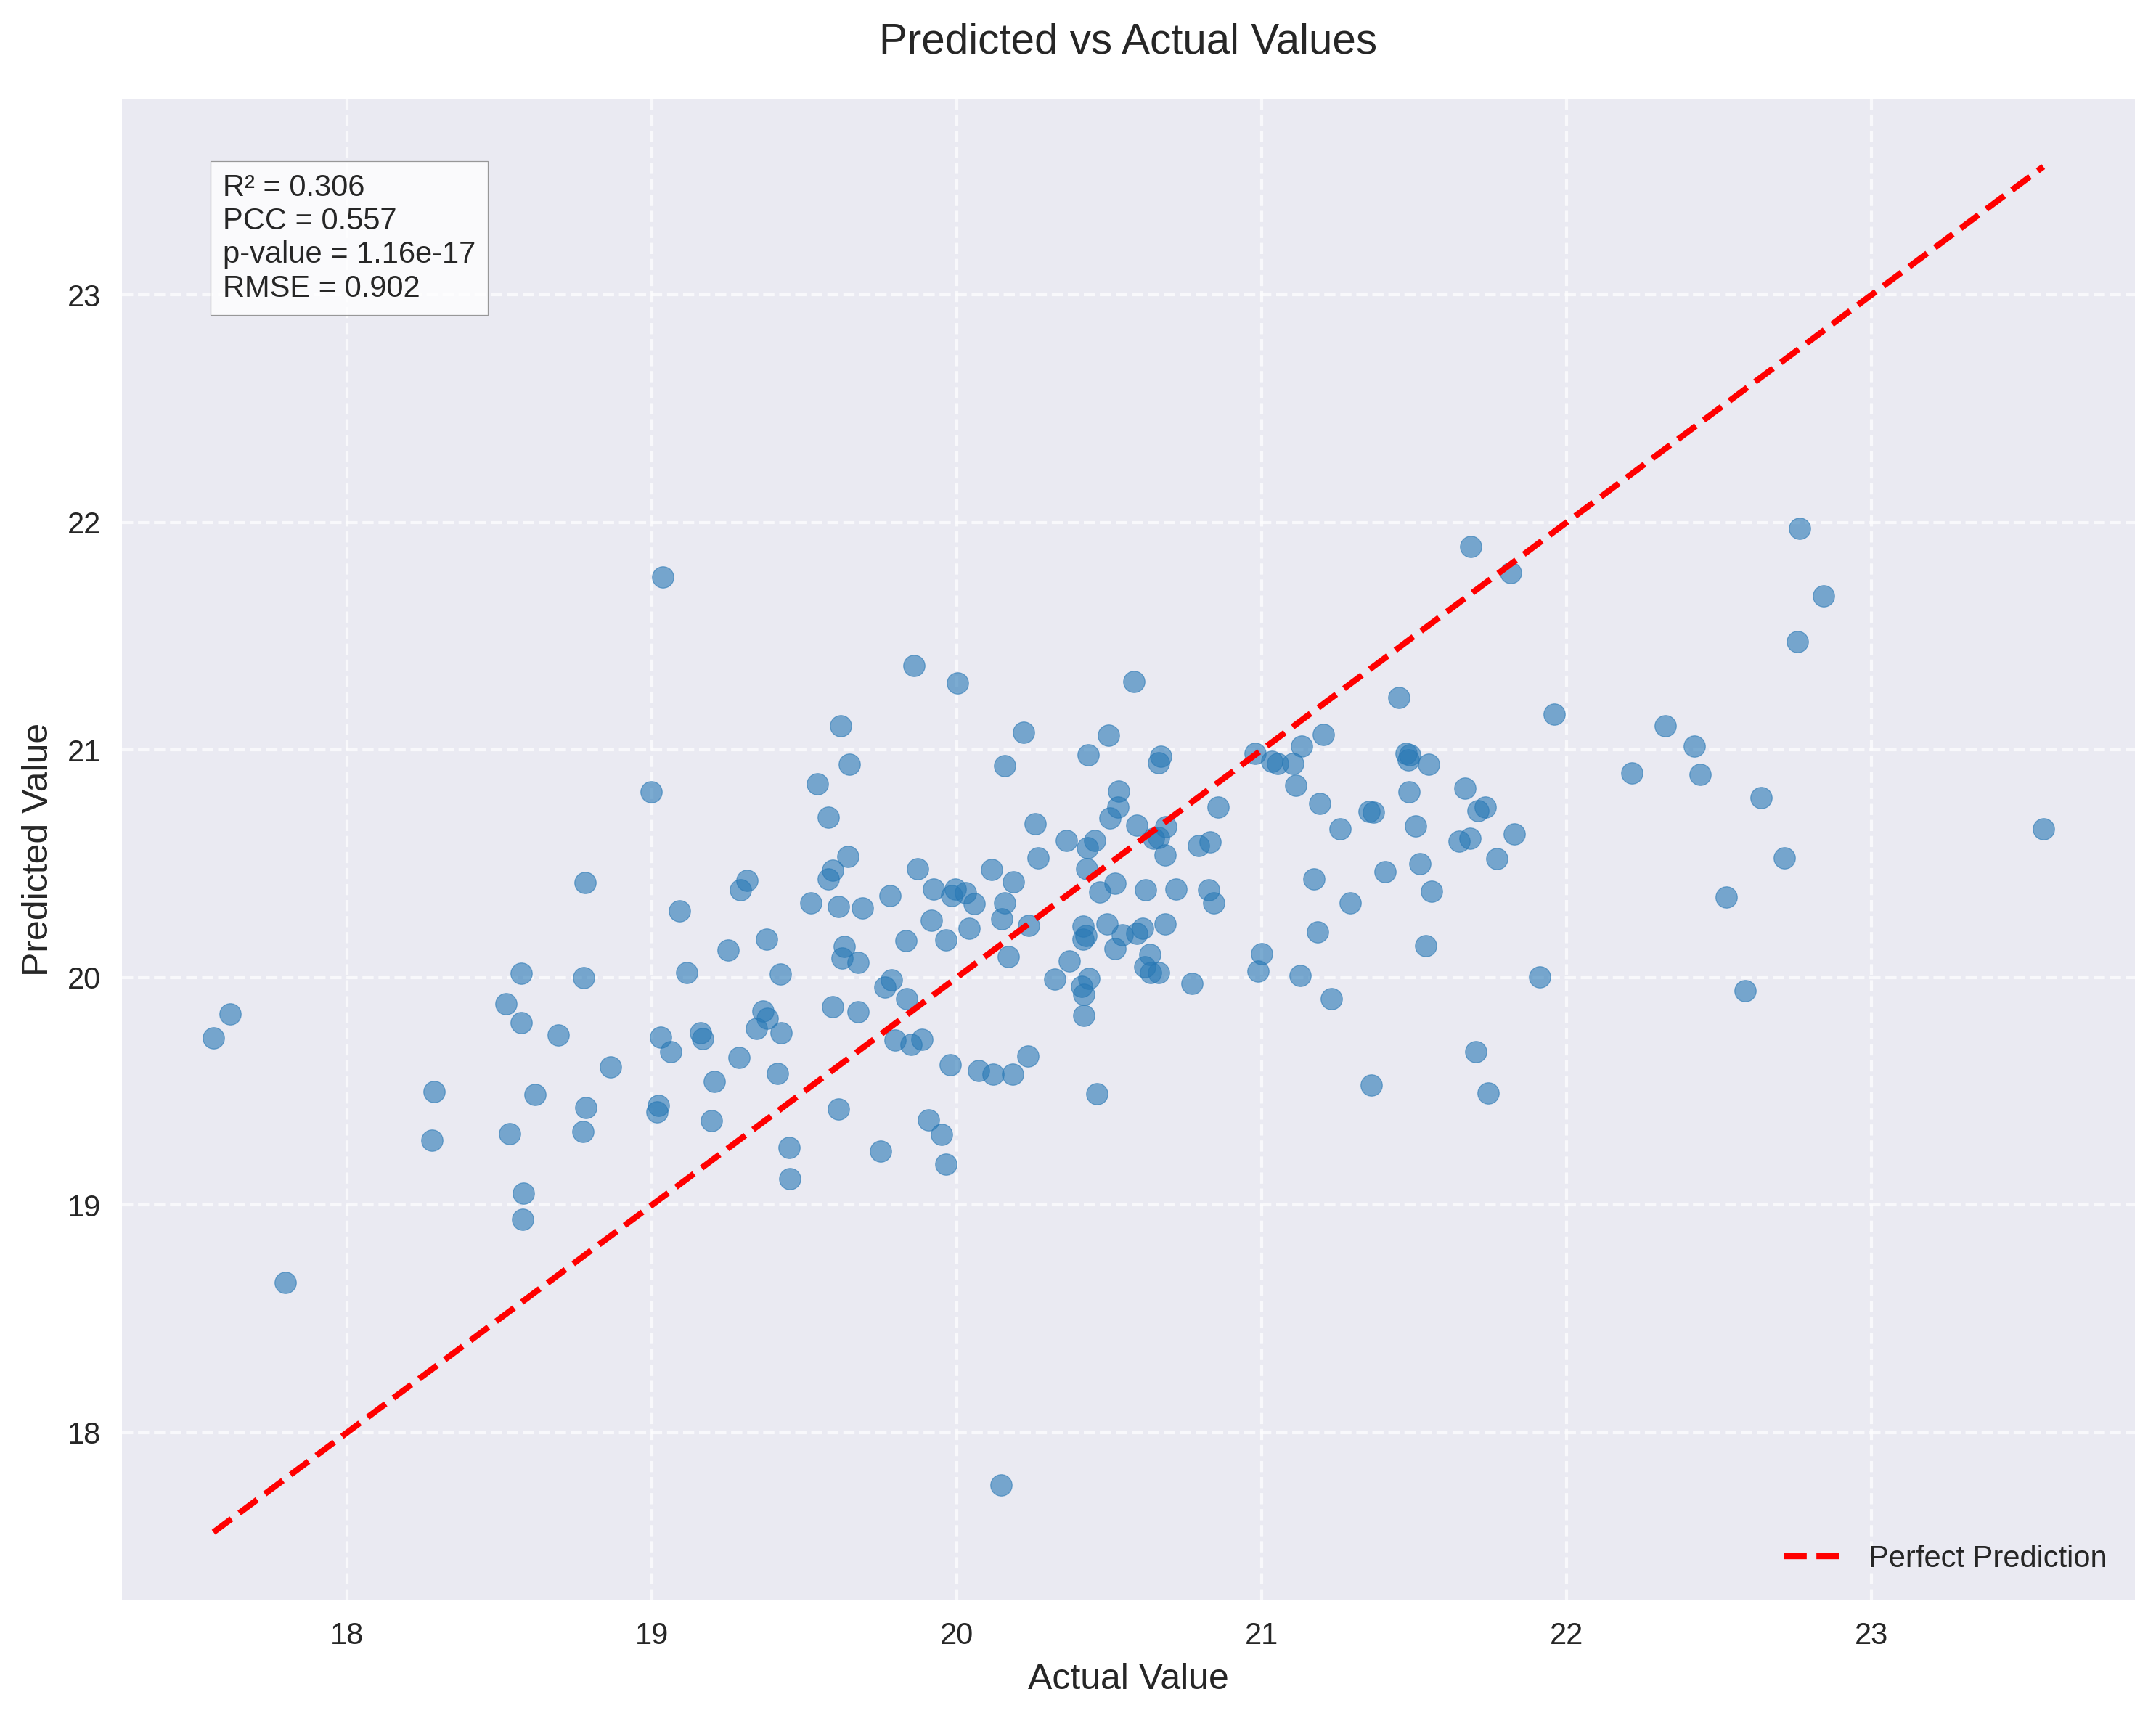 Predicted vs Actual Values
R² = 0.306
PCC = 0.557
p-value = 1.16e-17
RMSE = 0.902
23
22
21
20
19
18
Predicted Value
Perfect Prediction
18 19 20 21 22 23
Actual Value